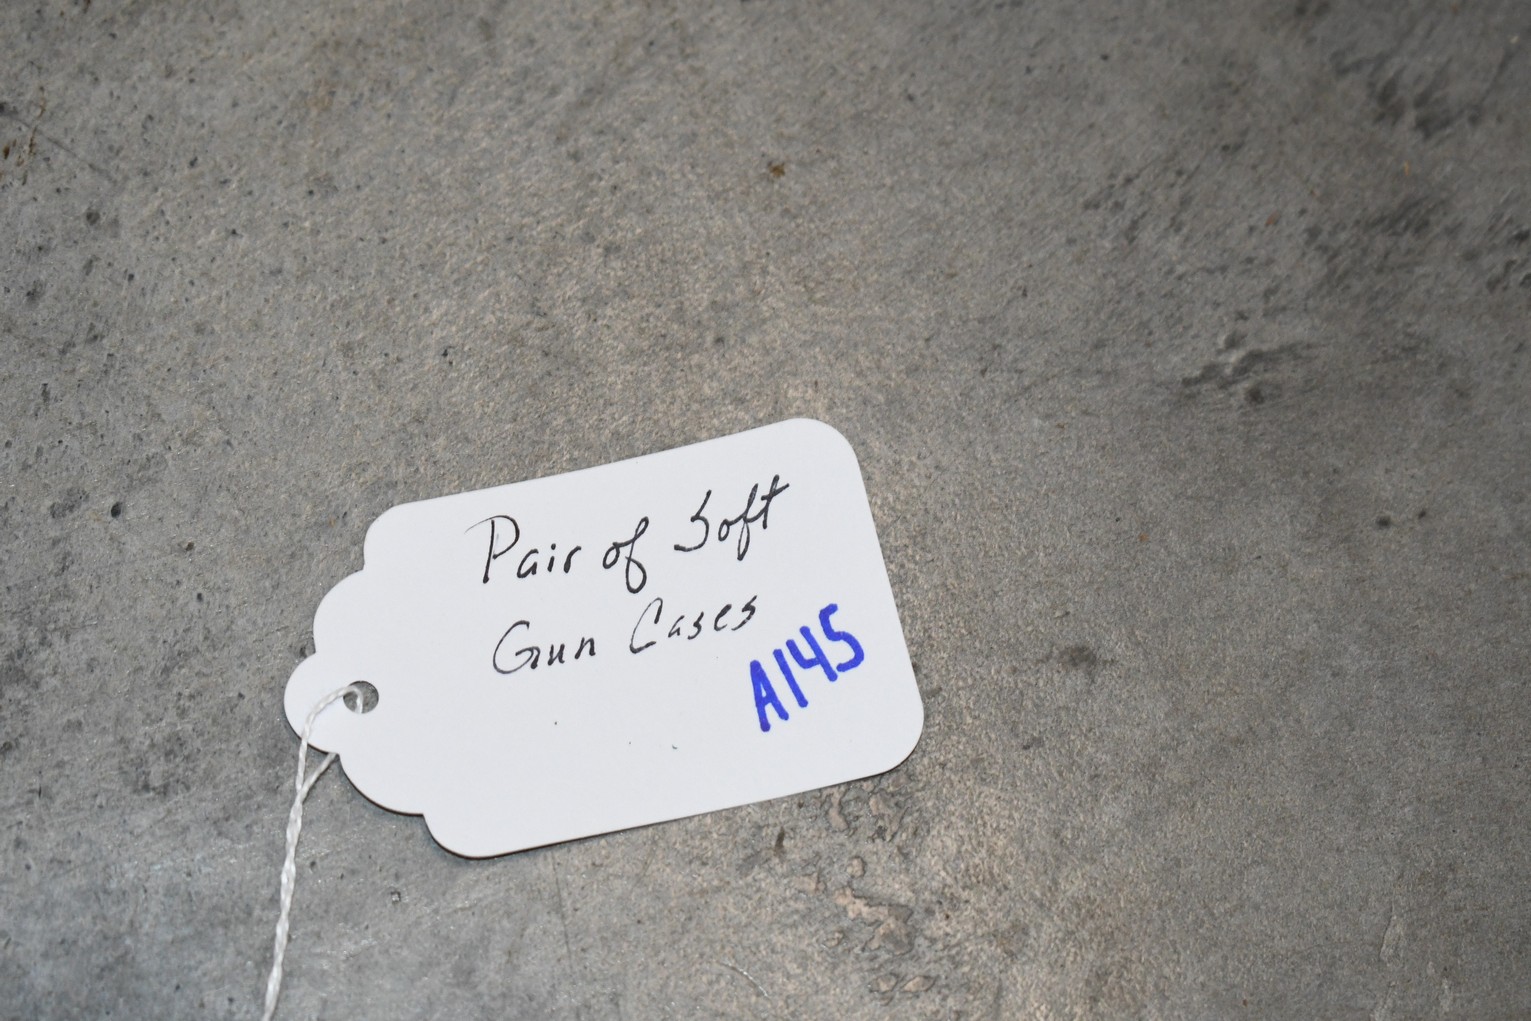 Pair of Soft
Gun Cases
A145